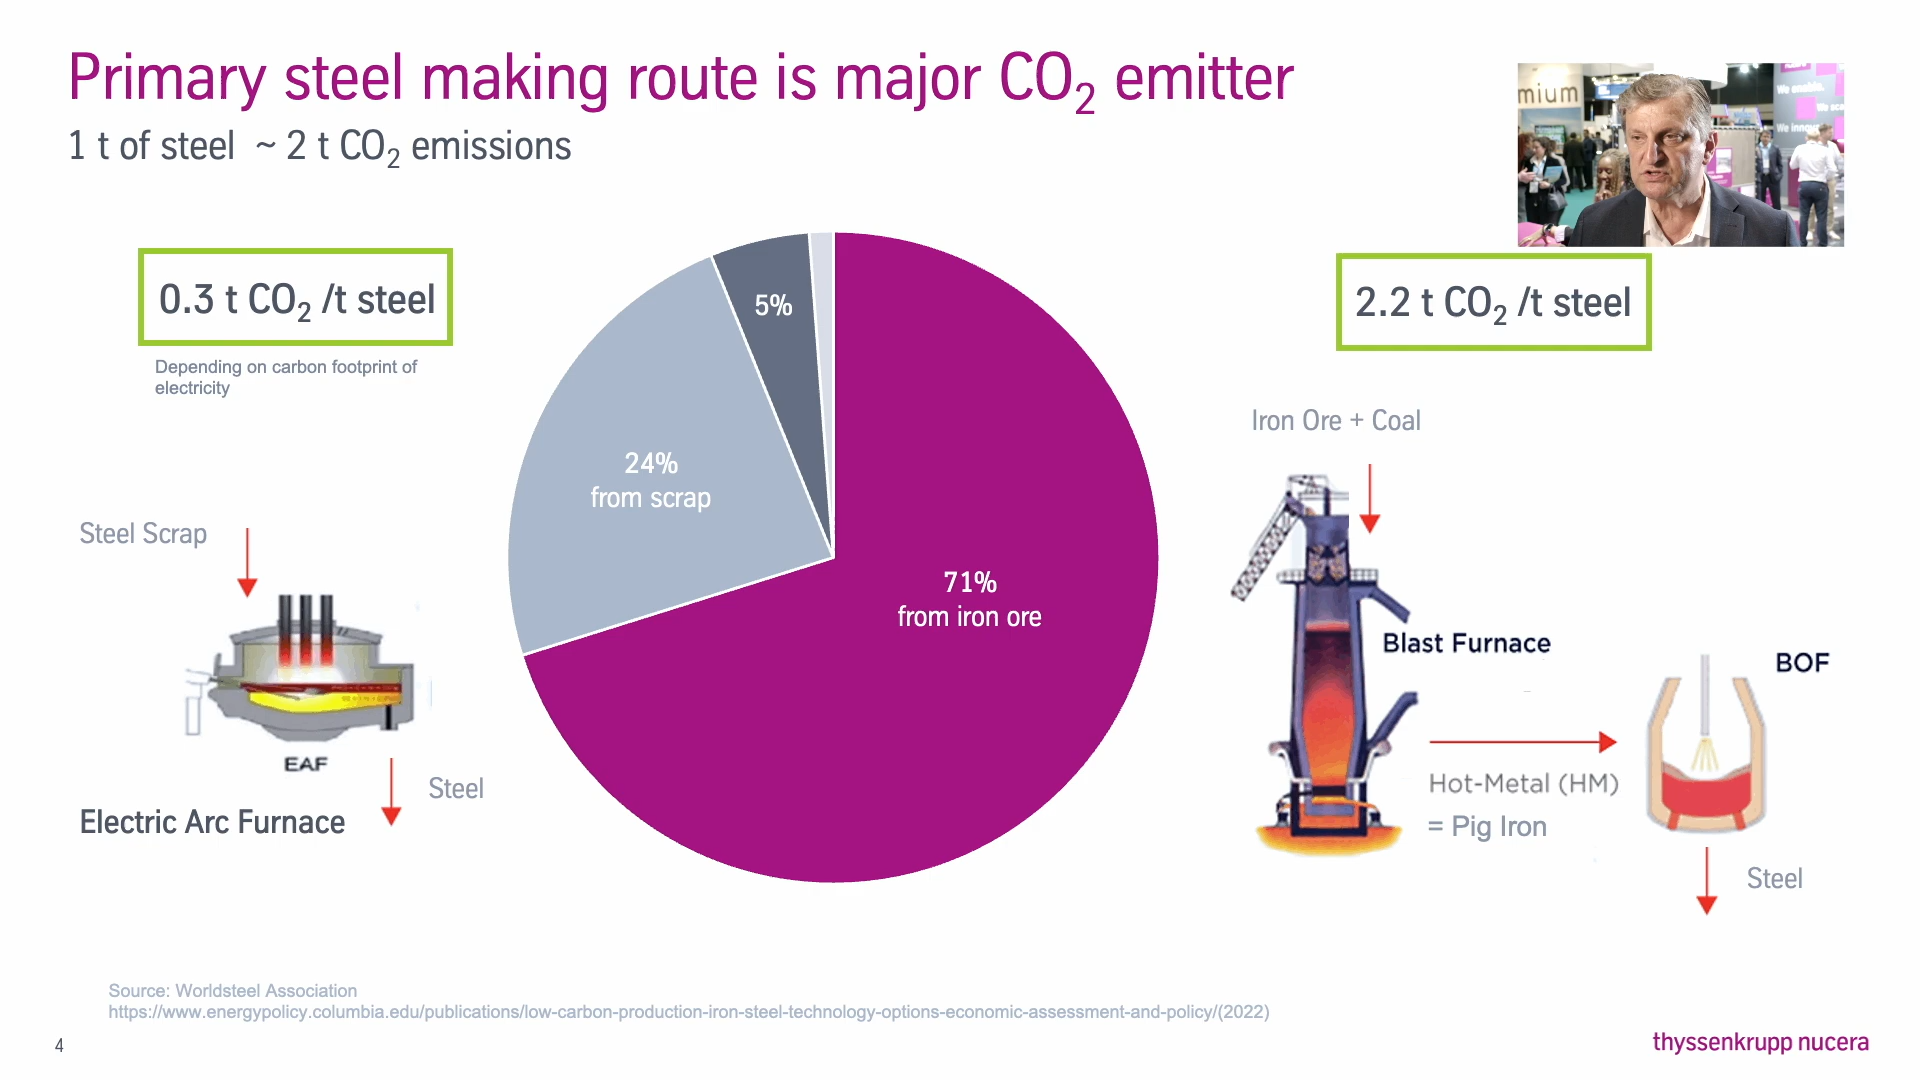 Primary steel making route is major CO₂ emitter
1 t of steel ~ 2 t CO₂ emissions
mium
We enable.
We innov
0.3 t CO₂ /t steel
Depending on carbon footprint of
electricity
2.2 t CO₂ /t steel
5%
24%
from scrap
71%
from iron ore
Steel Scrap
EAF
Steel
Electric Arc Furnace
Iron Ore + Coal
Blast Furnace
BOF
Hot-Metal (HM)
= Pig Iron
Steel
Source: Worldsteel Association
https://www.energypolicy.columbia.edu/publications/low-carbon-production-iron-steel-technology-options-economic-assessment-and-policy/(2022)
4
thyssenkrupp nucera